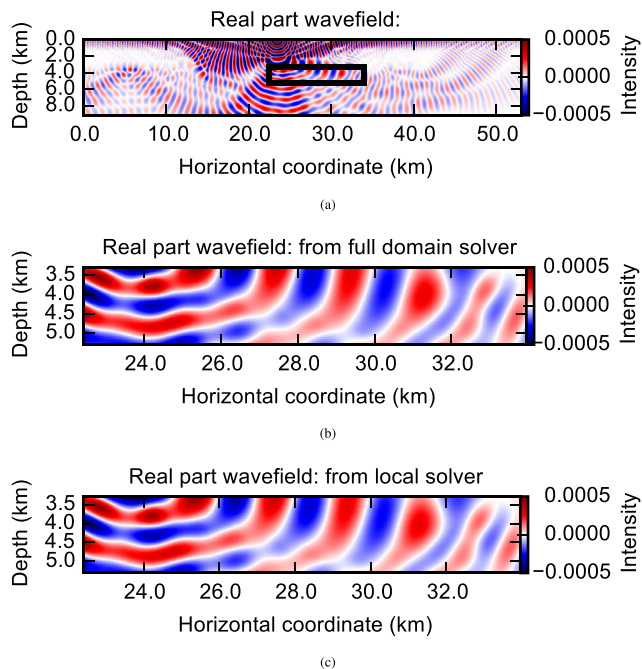 Real part wavefield:
Depth (km)
0.0
2.0
4.0
6.0
8.0
0.0 10.0 20.0 30.0 40.0 50.0
Horizontal coordinate (km)
0.0005
0.0000
−0.0005
Intensity
(a)
Real part wavefield: from full domain solver
Depth (km)
3.5
4.0
4.5
5.0
24.0 26.0 28.0 30.0 32.0
Horizontal coordinate (km)
0.0005
0.0000
−0.0005
Intensity
(b)
Real part wavefield: from local solver
Depth (km)
3.5
4.0
4.5
5.0
24.0 26.0 28.0 30.0 32.0
Horizontal coordinate (km)
0.0005
0.0000
−0.0005
Intensity
(c)